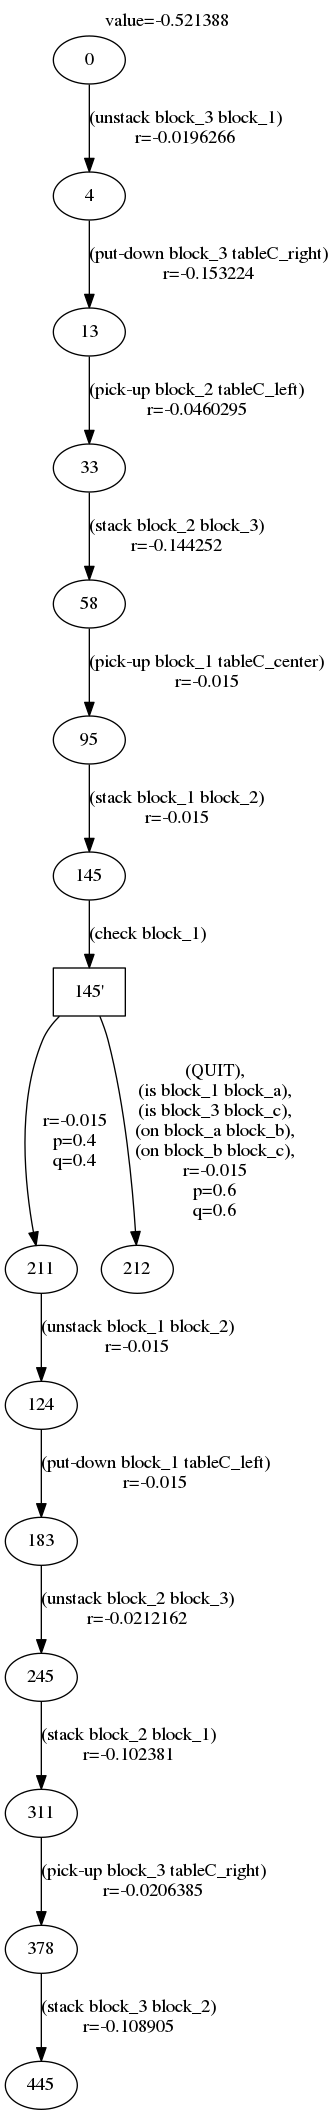 value=-0.521388
0
(unstack block_3 block_1)
r=-0.0196266
4
(put-down block_3 tableC_right)
r=-0.153224
13
(pick-up block_2 tableC_left)
r=-0.0460295
33
(stack block_2 block_3)
r=-0.144252
58
(pick-up block_1 tableC_center)
r=-0.015
95
(stack block_1 block_2)
r=-0.015
145
(check block_1)
145'
r=-0.015
p=0.4
q=0.4
(QUIT),
(is block_1 block_a),
(is block_3 block_c),
(on block_a block_b),
(on block_b block_c),
r=-0.015
p=0.6
q=0.6
211
212
(unstack block_1 block_2)
r=-0.015
124
(put-down block_1 tableC_left)
r=-0.015
183
(unstack block_2 block_3)
r=-0.0212162
245
(stack block_2 block_1)
r=-0.102381
311
(pick-up block_3 tableC_right)
r=-0.0206385
378
(stack block_3 block_2)
r=-0.108905
445